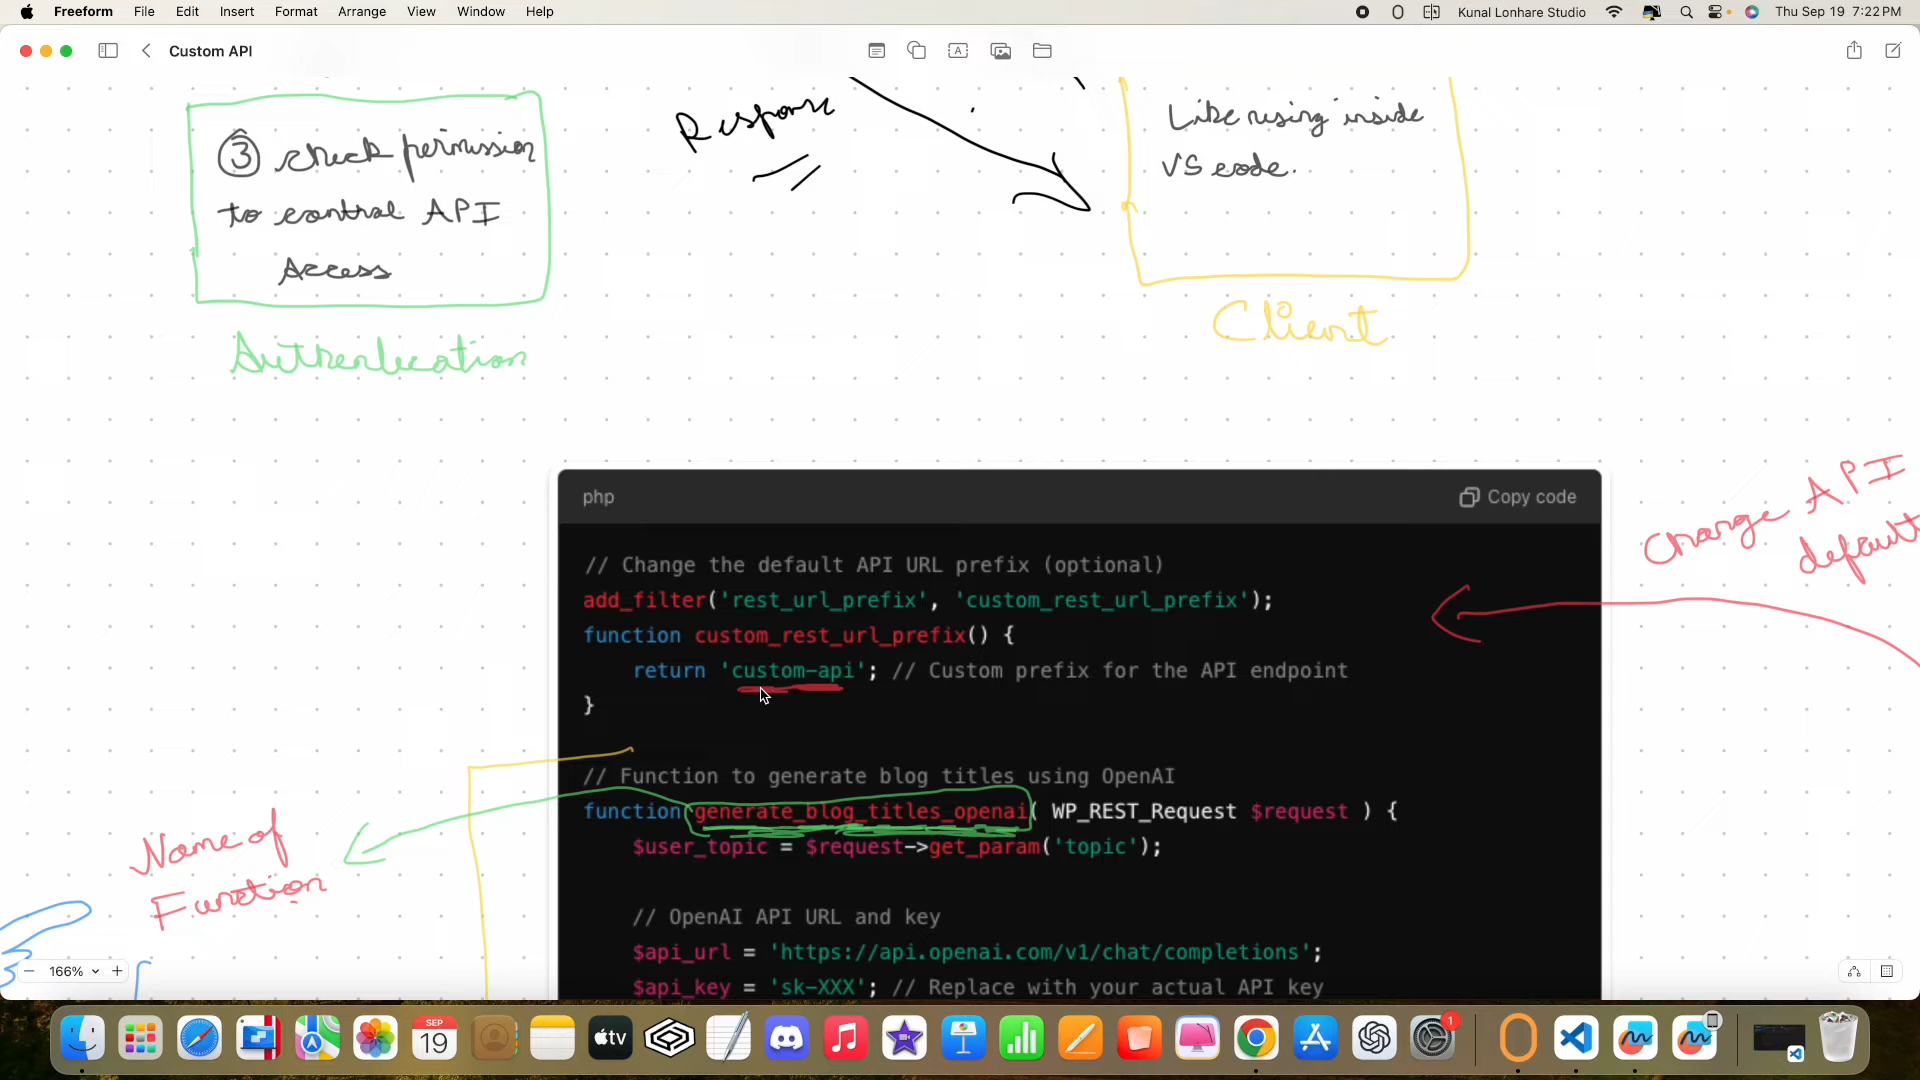 Freeform File Edit Insert Format Arrange View Window Help Kunal Lonhare Studio Thu Sep 19 7:22 PM
Custom API
Response
Like using inside
VS code.
③ check permission
to control API
Access
Client
Authentication
php Copy code
Change API
default
// Change the default API URL prefix (optional)
add_filter('rest_url_prefix', 'custom_rest_url_prefix');
function custom_rest_url_prefix() {
return 'custom-api'; // Custom prefix for the API endpoint
}
// Function to generate blog titles using OpenAI
function generate_blog_titles_openai( WP_REST_Request $request ) {
$user_topic = $request->get_param('topic');
Name of
Function
// OpenAI API URL and key
$api_url = 'https://api.openai.com/v1/chat/completions';
$api_key = 'sk-XXX'; // Replace with your actual API key
166%
SEP
19
tv
1